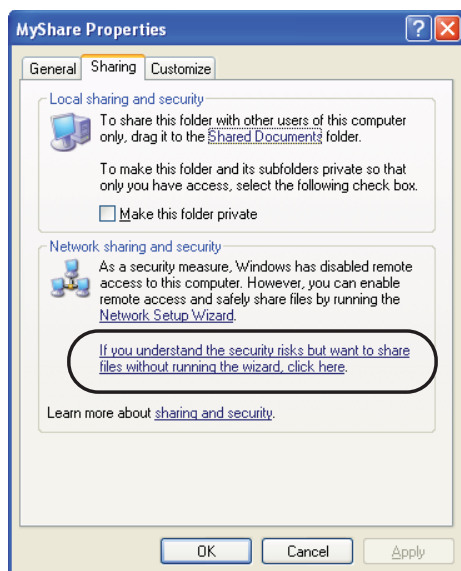 MyShare Properties
General Sharing Customize
Local sharing and security
To share this folder with other users of this computer
only, drag it to the Shared Documents folder.
To make this folder and its subfolders private so that
only you have access, select the following check box.
Make this folder private
Network sharing and security
As a security measure, Windows has disabled remote
access to this computer. However, you can enable
remote access and safely share files by running the
Network Setup Wizard.
If you understand the security risks but want to share
files without running the wizard, click here.
Learn more about sharing and security.
OK Cancel Apply